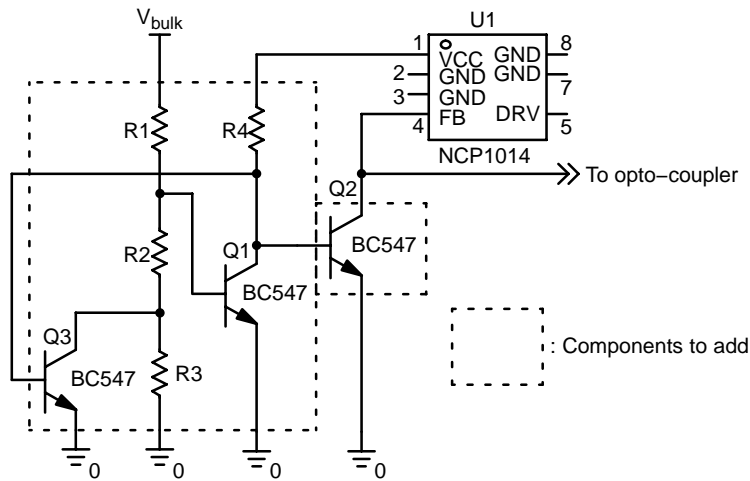 Vbulk
U1
1
VCC
GND
8
2
GND
GND
7
3
GND
4
FB
DRV
5
NCP1014
R1
R4
Q2
To opto−coupler
R2
Q1
BC547
BC547
Q3
BC547
R3
: Components to add
0
0
0
0